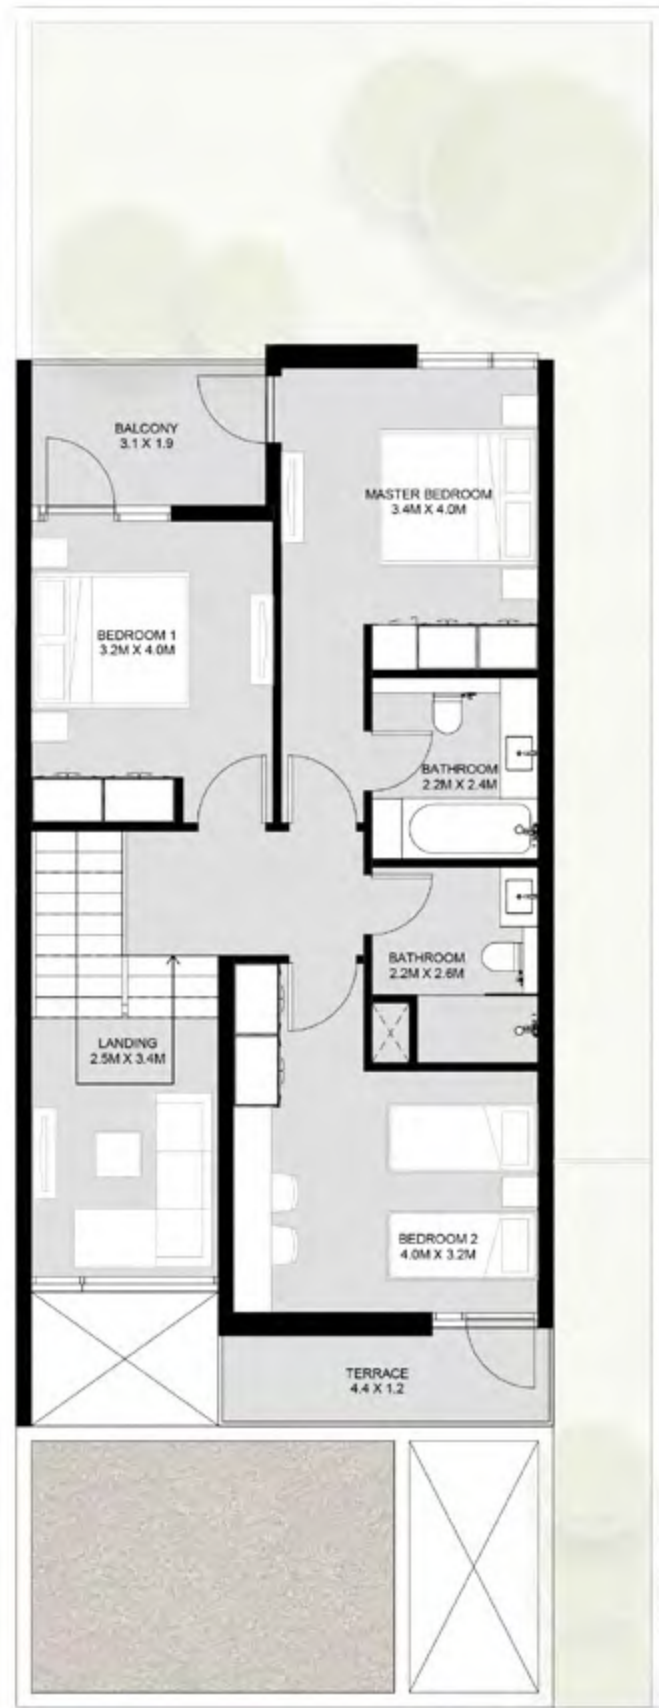 BALCONY
3.1 X 1.9
MASTER BEDROOM
3.4M X 4.0M
BEDROOM 1
3.2M X 4.0M
BATHROOM
2.2M X 2.4M
BATHROOM
2.2M X 2.6M
LANDING
2.5M X 3.4M
BEDROOM 2
4.0M X 3.2M
TERRACE
4.4 X 1.2